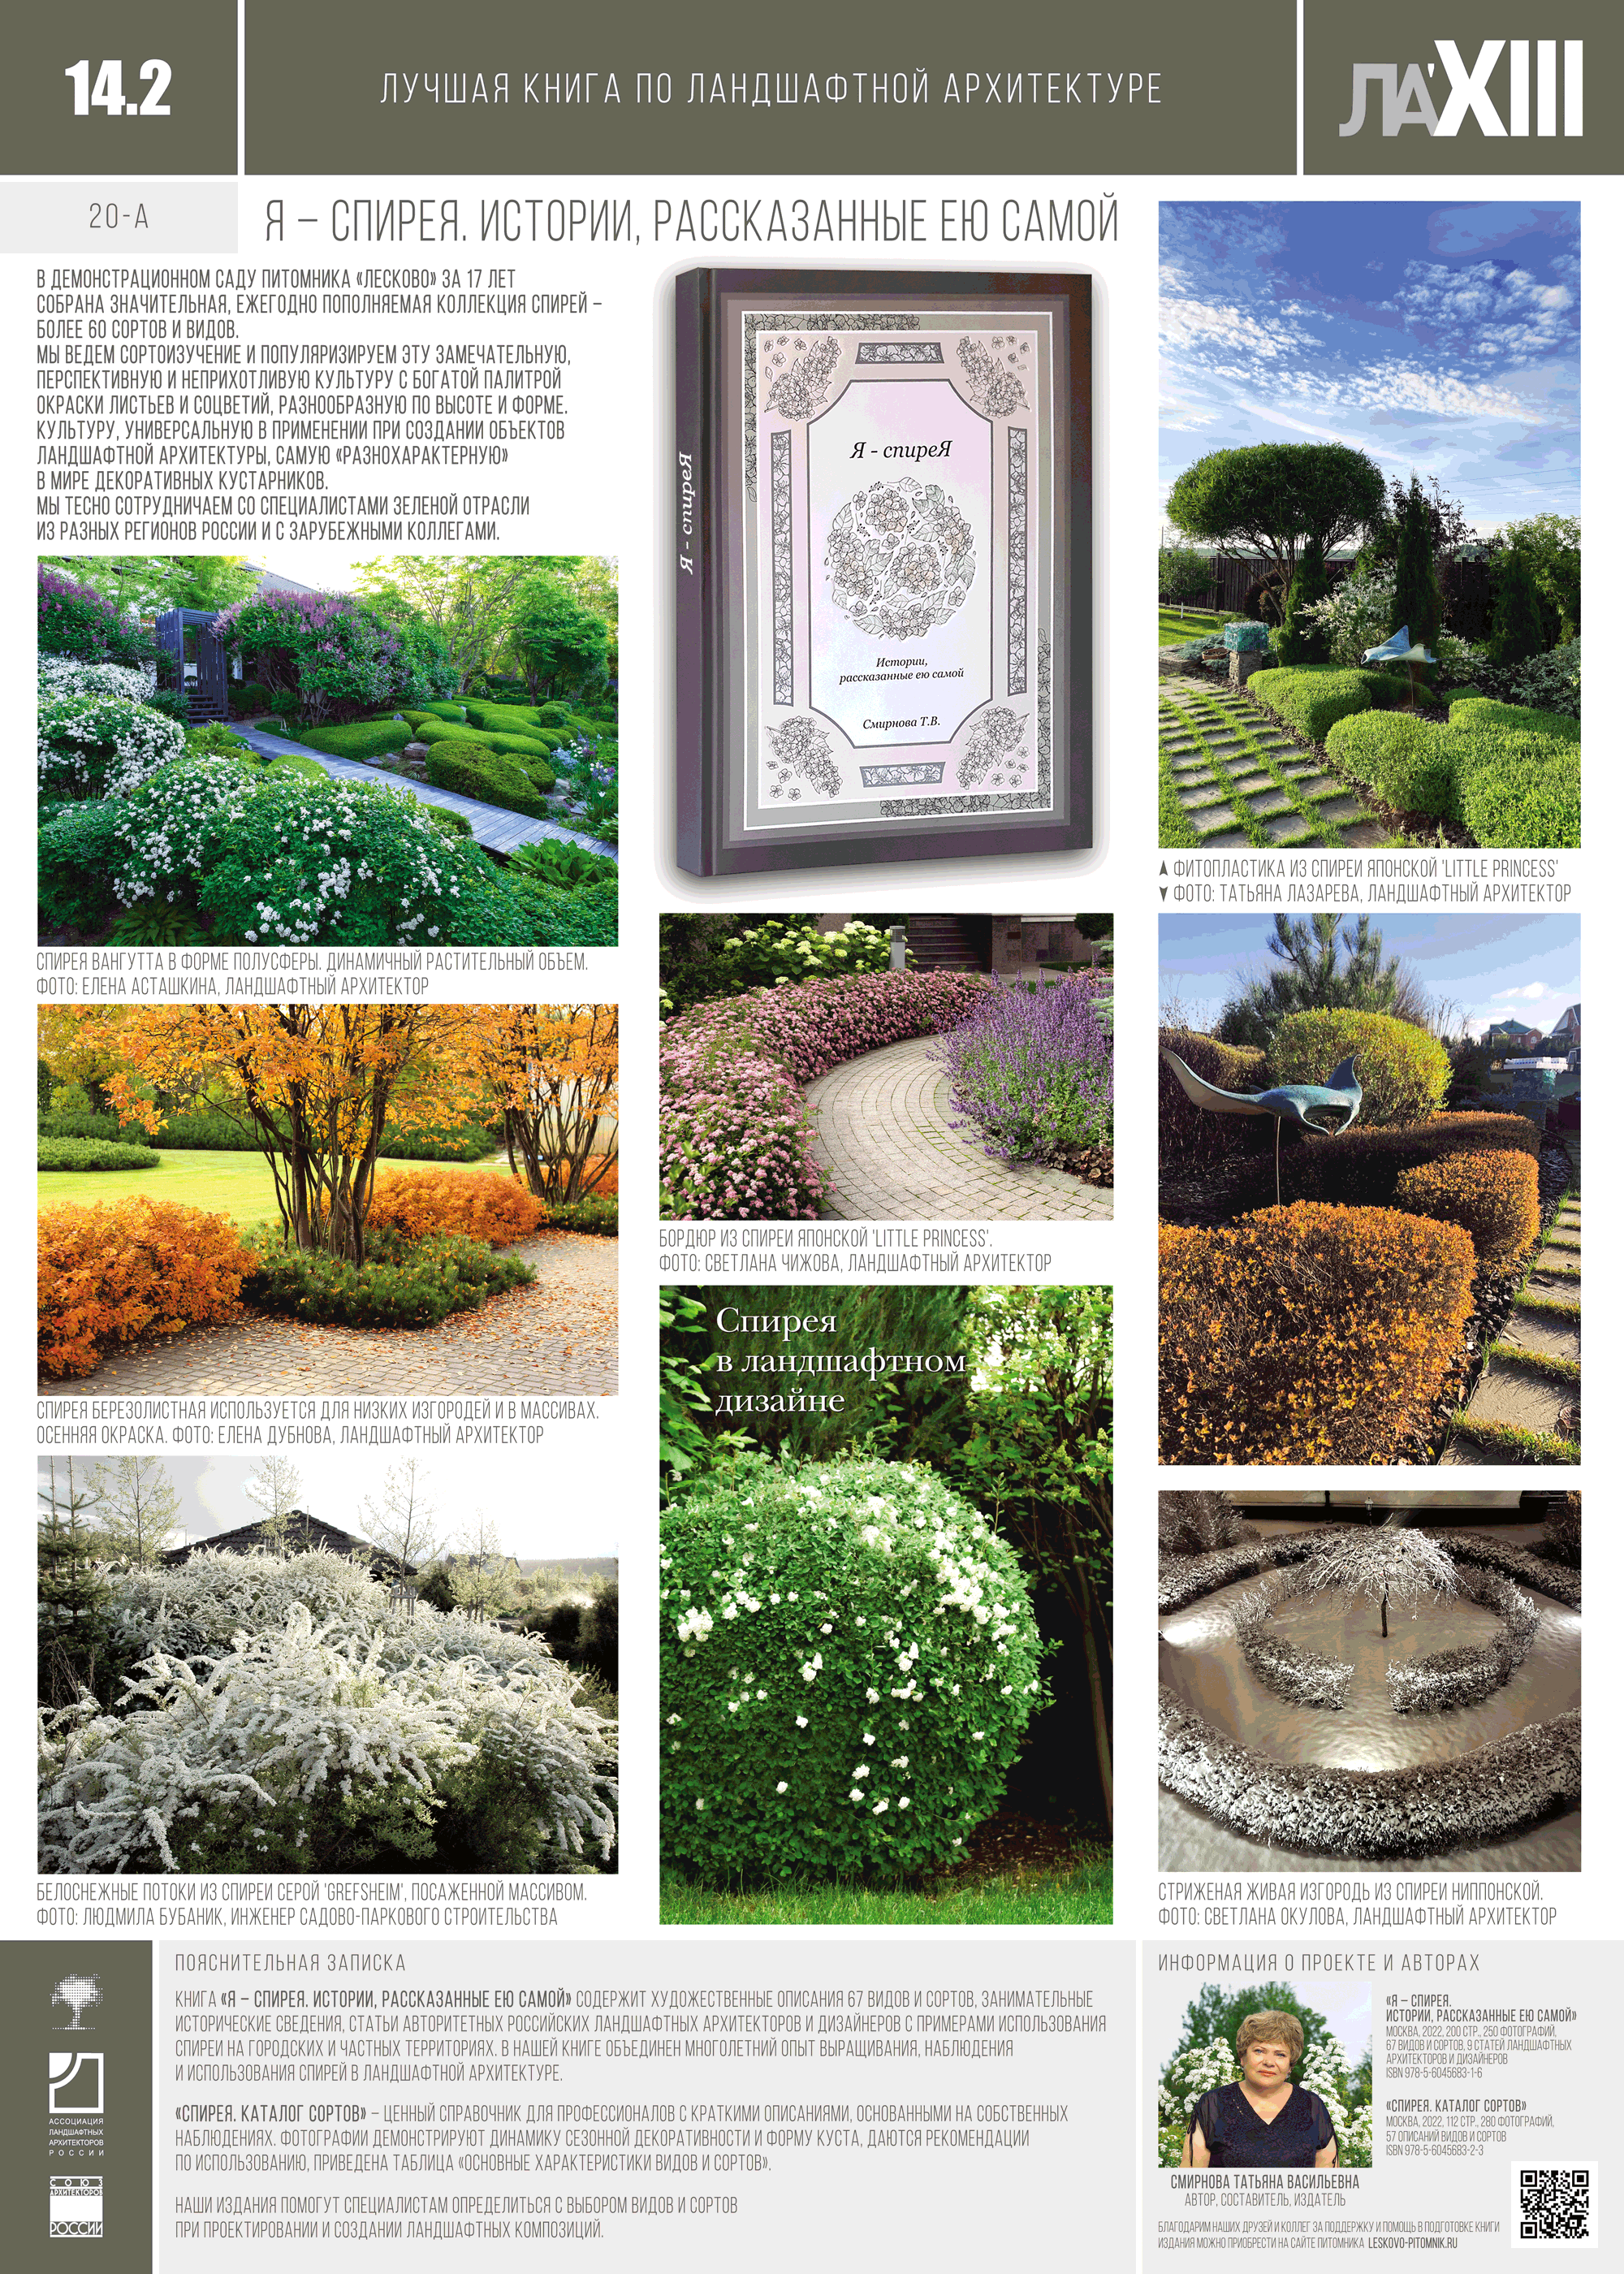 14.2
ЛУЧШАЯ КНИГА ПО ЛАНДШАФТНОЙ АРХИТЕКТУРЕ
ЛА'XIII
20-А
Я – СПИРЕЯ. ИСТОРИИ, РАССКАЗАННЫЕ ЕЮ САМОЙ
В ДЕМОНСТРАЦИОННОМ САДУ ПИТОМНИКА «ЛЕСКОВО» ЗА 17 ЛЕТ
СОБРАНА ЗНАЧИТЕЛЬНАЯ, ЕЖЕГОДНО ПОПОЛНЯЕМАЯ КОЛЛЕКЦИЯ СПИРЕЙ –
БОЛЕЕ 60 СОРТОВ И ВИДОВ.
МЫ ВЕДЕМ СОРТОИЗУЧЕНИЕ И ПОПУЛЯРИЗИРУЕМ ЭТУ ЗАМЕЧАТЕЛЬНУЮ,
ПЕРСПЕКТИВНУЮ И НЕПРИХОТЛИВУЮ КУЛЬТУРУ С БОГАТОЙ ПАЛИТРОЙ
ОКРАСКИ ЛИСТЬЕВ И СОЦВЕТИЙ, РАЗНООБРАЗНУЮ ПО ВЫСОТЕ И ФОРМЕ.
КУЛЬТУРУ, УНИВЕРСАЛЬНУЮ В ПРИМЕНЕНИИ ПРИ СОЗДАНИИ ОБЪЕКТОВ
ЛАНДШАФТНОЙ АРХИТЕКТУРЫ, САМУЮ «РАЗНОХАРАКТЕРНУЮ»
В МИРЕ ДЕКОРАТИВНЫХ КУСТАРНИКОВ.
МЫ ТЕСНО СОТРУДНИЧАЕМ СО СПЕЦИАЛИСТАМИ ЗЕЛЕНОЙ ОТРАСЛИ
ИЗ РАЗНЫХ РЕГИОНОВ РОССИИ И С ЗАРУБЕЖНЫМИ КОЛЛЕГАМИ.
СПИРЕЯ ВАНГУТТА В ФОРМЕ ПОЛУСФЕРЫ. ДИНАМИЧНЫЙ РАСТИТЕЛЬНЫЙ ОБЪЕМ.
ФОТО: ЕЛЕНА АСТАШКИНА, ЛАНДШАФТНЫЙ АРХИТЕКТОР
СПИРЕЯ БЕРЕЗОЛИСТНАЯ ИСПОЛЬЗУЕТСЯ ДЛЯ НИЗКИХ ИЗГОРОДЕЙ И В МАССИВАХ.
ОСЕННЯЯ ОКРАСКА. ФОТО: ЕЛЕНА ДУБНОВА, ЛАНДШАФТНЫЙ АРХИТЕКТОР
БЕЛОСНЕЖНЫЕ ПОТОКИ ИЗ СПИРЕИ СЕРОЙ 'GREFSHEIM', ПОСАЖЕННОЙ МАССИВОМ.
ФОТО: ЛЮДМИЛА БУБАНИК, ИНЖЕНЕР САДОВО-ПАРКОВОГО СТРОИТЕЛЬСТВА
Я - спиреЯ
Я - спиреЯ
Истории,
рассказанные ею самой
Смирнова Т.В.
БОРДЮР ИЗ СПИРЕИ ЯПОНСКОЙ 'LITTLE PRINCESS'.
ФОТО: СВЕТЛАНА ЧИЖОВА, ЛАНДШАФТНЫЙ АРХИТЕКТОР
Спирея
в ландшафтном
дизайне
ФИТОПЛАСТИКА ИЗ СПИРЕИ ЯПОНСКОЙ 'LITTLE PRINCESS'
ФОТО: ТАТЬЯНА ЛАЗАРЕВА, ЛАНДШАФТНЫЙ АРХИТЕКТОР
СТРИЖЕНАЯ ЖИВАЯ ИЗГОРОДЬ ИЗ СПИРЕИ НИППОНСКОЙ.
ФОТО: СВЕТЛАНА ОКУЛОВА, ЛАНДШАФТНЫЙ АРХИТЕКТОР
АССОЦИАЦИЯ
ЛАНДШАФТНЫХ
АРХИТЕКТОРОВ
РОССИИ
СОЮЗ
АРХИТЕКТОРОВ
РОССИИ
ПОЯСНИТЕЛЬНАЯ ЗАПИСКА
КНИГА «Я – СПИРЕЯ. ИСТОРИИ, РАССКАЗАННЫЕ ЕЮ САМОЙ» СОДЕРЖИТ ХУДОЖЕСТВЕННЫЕ ОПИСАНИЯ 67 ВИДОВ И СОРТОВ, ЗАНИМАТЕЛЬНЫЕ
ИСТОРИЧЕСКИЕ СВЕДЕНИЯ, СТАТЬИ АВТОРИТЕТНЫХ РОССИЙСКИХ ЛАНДШАФТНЫХ АРХИТЕКТОРОВ И ДИЗАЙНЕРОВ С ПРИМЕРАМИ ИСПОЛЬЗОВАНИЯ
СПИРЕИ НА ГОРОДСКИХ И ЧАСТНЫХ ТЕРРИТОРИЯХ. В НАШЕЙ КНИГЕ ОБЪЕДИНЕН МНОГОЛЕТНИЙ ОПЫТ ВЫРАЩИВАНИЯ, НАБЛЮДЕНИЯ
И ИСПОЛЬЗОВАНИЯ СПИРЕЙ В ЛАНДШАФТНОЙ АРХИТЕКТУРЕ.
«СПИРЕЯ. КАТАЛОГ СОРТОВ» – ЦЕННЫЙ СПРАВОЧНИК ДЛЯ ПРОФЕССИОНАЛОВ С КРАТКИМИ ОПИСАНИЯМИ, ОСНОВАННЫМИ НА СОБСТВЕННЫХ
НАБЛЮДЕНИЯХ. ФОТОГРАФИИ ДЕМОНСТРИРУЮТ ДИНАМИКУ СЕЗОННОЙ ДЕКОРАТИВНОСТИ И ФОРМУ КУСТА, ДАЮТСЯ РЕКОМЕНДАЦИИ
ПО ИСПОЛЬЗОВАНИЮ, ПРИВЕДЕНА ТАБЛИЦА «ОСНОВНЫЕ ХАРАКТЕРИСТИКИ ВИДОВ И СОРТОВ».
НАШИ ИЗДАНИЯ ПОМОГУТ СПЕЦИАЛИСТАМ ОПРЕДЕЛИТЬСЯ С ВЫБОРОМ ВИДОВ И СОРТОВ
ПРИ ПРОЕКТИРОВАНИИ И СОЗДАНИИ ЛАНДШАФТНЫХ КОМПОЗИЦИЙ.
ИНФОРМАЦИЯ О ПРОЕКТЕ И АВТОРАХ
«Я – СПИРЕЯ.
ИСТОРИИ, РАССКАЗАННЫЕ ЕЮ САМОЙ»
МОСКВА, 2022, 200 СТР., 250 ФОТОГРАФИЙ,
67 ВИДОВ И СОРТОВ, 9 СТАТЕЙ ЛАНДШАФТНЫХ
АРХИТЕКТОРОВ И ДИЗАЙНЕРОВ
ISBN 978-5-6045683-1-6
«СПИРЕЯ. КАТАЛОГ СОРТОВ»
МОСКВА, 2022, 112 СТР., 280 ФОТОГРАФИЙ,
57 ОПИСАНИЙ ВИДОВ И СОРТОВ
ISBN 978-5-6045683-2-3
СМИРНОВА ТАТЬЯНА ВАСИЛЬЕВНА
АВТОР, СОСТАВИТЕЛЬ, ИЗДАТЕЛЬ
БЛАГОДАРИМ НАШИХ ДРУЗЕЙ И КОЛЛЕГ ЗА ПОДДЕРЖКУ И ПОМОЩЬ В ПОДГОТОВКЕ КНИГИ
ИЗДАНИЯ МОЖНО ПРИОБРЕСТИ НА САЙТЕ ПИТОМНИКА LESKOVO-PITOMNIK.RU